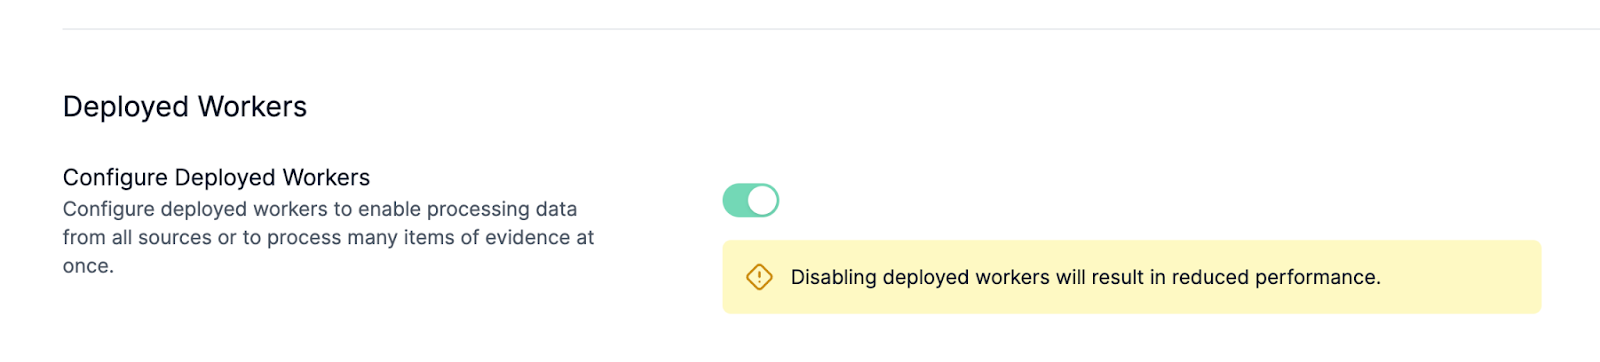 Deployed Workers
Configure Deployed Workers
Configure deployed workers to enable processing data
from all sources or to process many items of evidence at
once.
Disabling deployed workers will result in reduced performance.